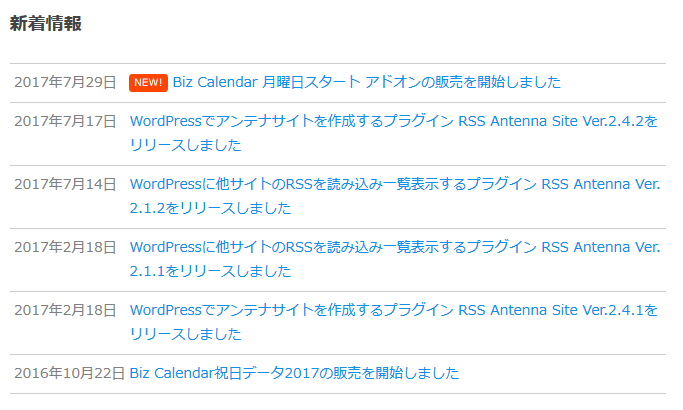 新着情報
2017年7月29日 NEW! Biz Calendar 月曜日スタート アドオンの販売を開始しました
2017年7月17日 WordPressでアンテナサイトを作成するプラグイン RSS Antenna Site Ver.2.4.2を
リリースしました
2017年7月14日 WordPressに他サイトのRSSを読み込み一覧表示するプラグイン RSS Antenna Ver.
2.1.2をリリースしました
2017年2月18日 WordPressに他サイトのRSSを読み込み一覧表示するプラグイン RSS Antenna Ver.
2.1.1をリリースしました
2017年2月18日 WordPressでアンテナサイトを作成するプラグイン RSS Antenna Site Ver.2.4.1を
リリースしました
2016年10月22日 Biz Calendar祝日データ2017の販売を開始しました